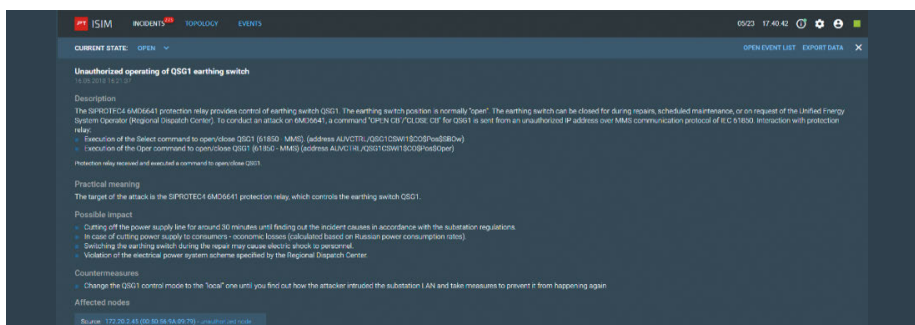 PT ISIM INCIDENTS TOPOLOGY EVENTS 05/23 17:40:42
CURRENT STATE: OPEN OPEN EVENT LIST EXPORT DATA
Unauthorized operating of QSG1 earthing switch
Description
The SIPROTEC4 6MD6641 protection relay provides control of earthing switch QSG1. The earthing switch position is normally "open". The earthing switch can be closed for during repairs, scheduled maintenance, or on request of the Unified Energy
System Operator (Regional Dispatch Center). To conduct an attack on 6MD6641, a command "OPEN CB"/"CLOSE CB" for QSG1 is sent from an unauthorized IP address over MMS communication protocol of IEC 61850. Interaction with protection
relay:
Execution of the Select command to open/close QSG1 (61850 - MMS). (address AUVCTRL/QSG1CSWI1$CO$Pos$SBOw)
Execution of the Oper command to open/close QSG1 (61850 - MMS) (address AUVCTRL/QSG1CSWI1$CO$Pos$Oper)
Protection relay received and executed a command to open/close QSG1.
Practical meaning
The target of the attack is the SIPROTEC4 6MD6641 protection relay, which controls the earthing switch QSG1.
Possible impact
Cutting off the power supply line for around 30 minutes until finding out the incident causes in accordance with the substation regulations.
In case of cutting power supply to consumers - economic losses (calculated based on Russian power consumption rates).
Switching the earthing switch during the repair may cause electric shock to personnel.
Violation of the electrical power system scheme specified by the Regional Dispatch Center.
Countermeasures
Change the QSG1 control mode to the "local" one until you find out how the attacker intruded the substation LAN and take measures to prevent it from happening again
Affected nodes
Source: 172.20.2.45 - unauthorized node